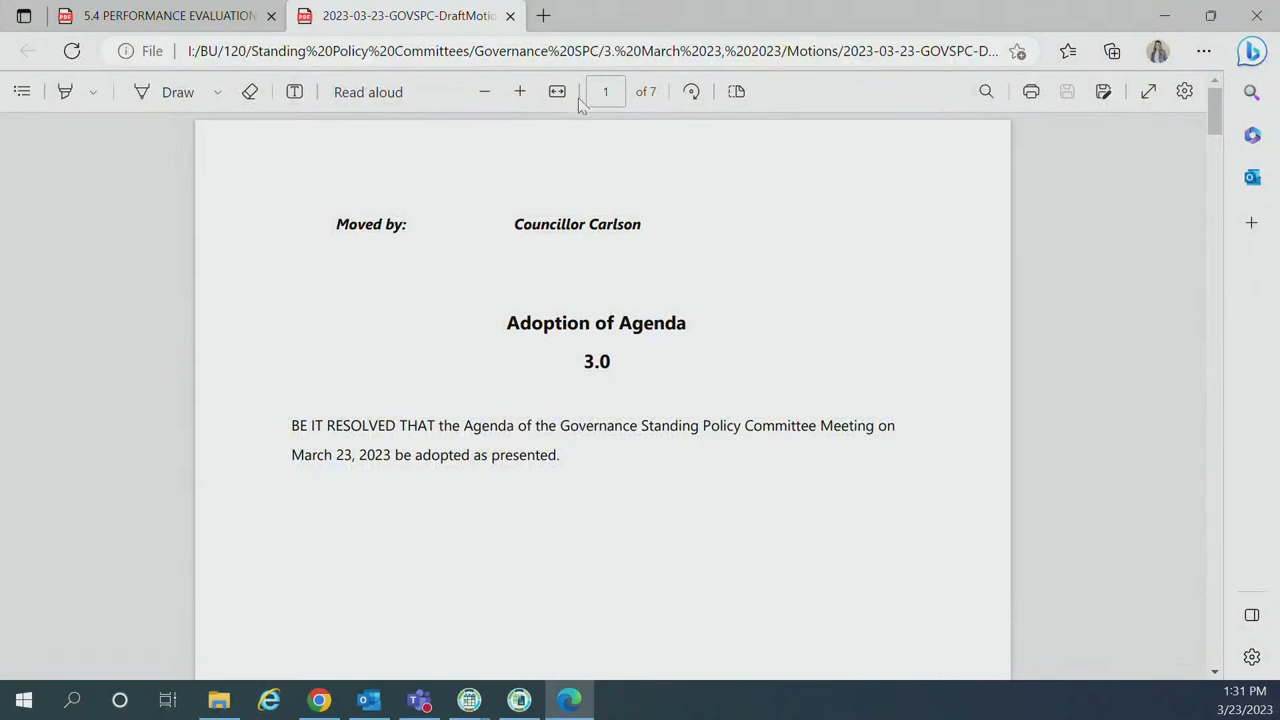 5.4 PERFORMANCE EVALUATION
2023-03-23-GOVSPC-DraftMotio
File
I:/BU/120/Standing%20Policy%20Committees/Governance%20SPC/3.%20March%2023,%202023/Motions/2023-03-23-GOVSPC-D...
Draw
Read aloud
1
of 7
Moved by:
Councillor Carlson
Adoption of Agenda
3.0
BE IT RESOLVED THAT the Agenda of the Governance Standing Policy Committee Meeting on
March 23, 2023 be adopted as presented.
1:31 PM
3/23/2023